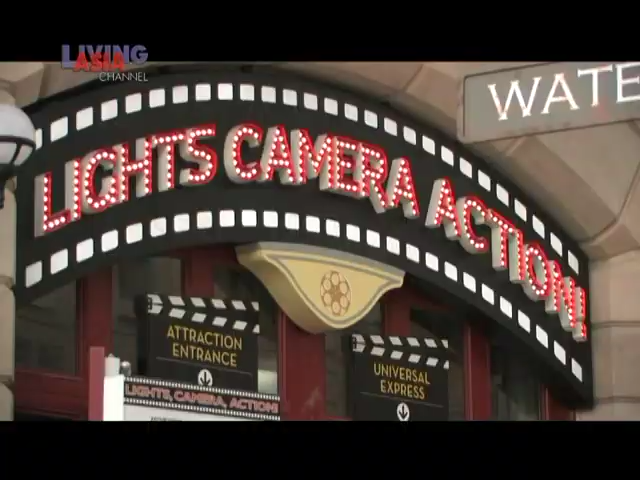 LIVING
ASIA
CHANNEL
WATE
LIGHTS CAMERA ACTION!
ATTRACTION
ENTRANCE
UNIVERSAL
EXPRESS
LIGHTS, CAMERA, ACTION!